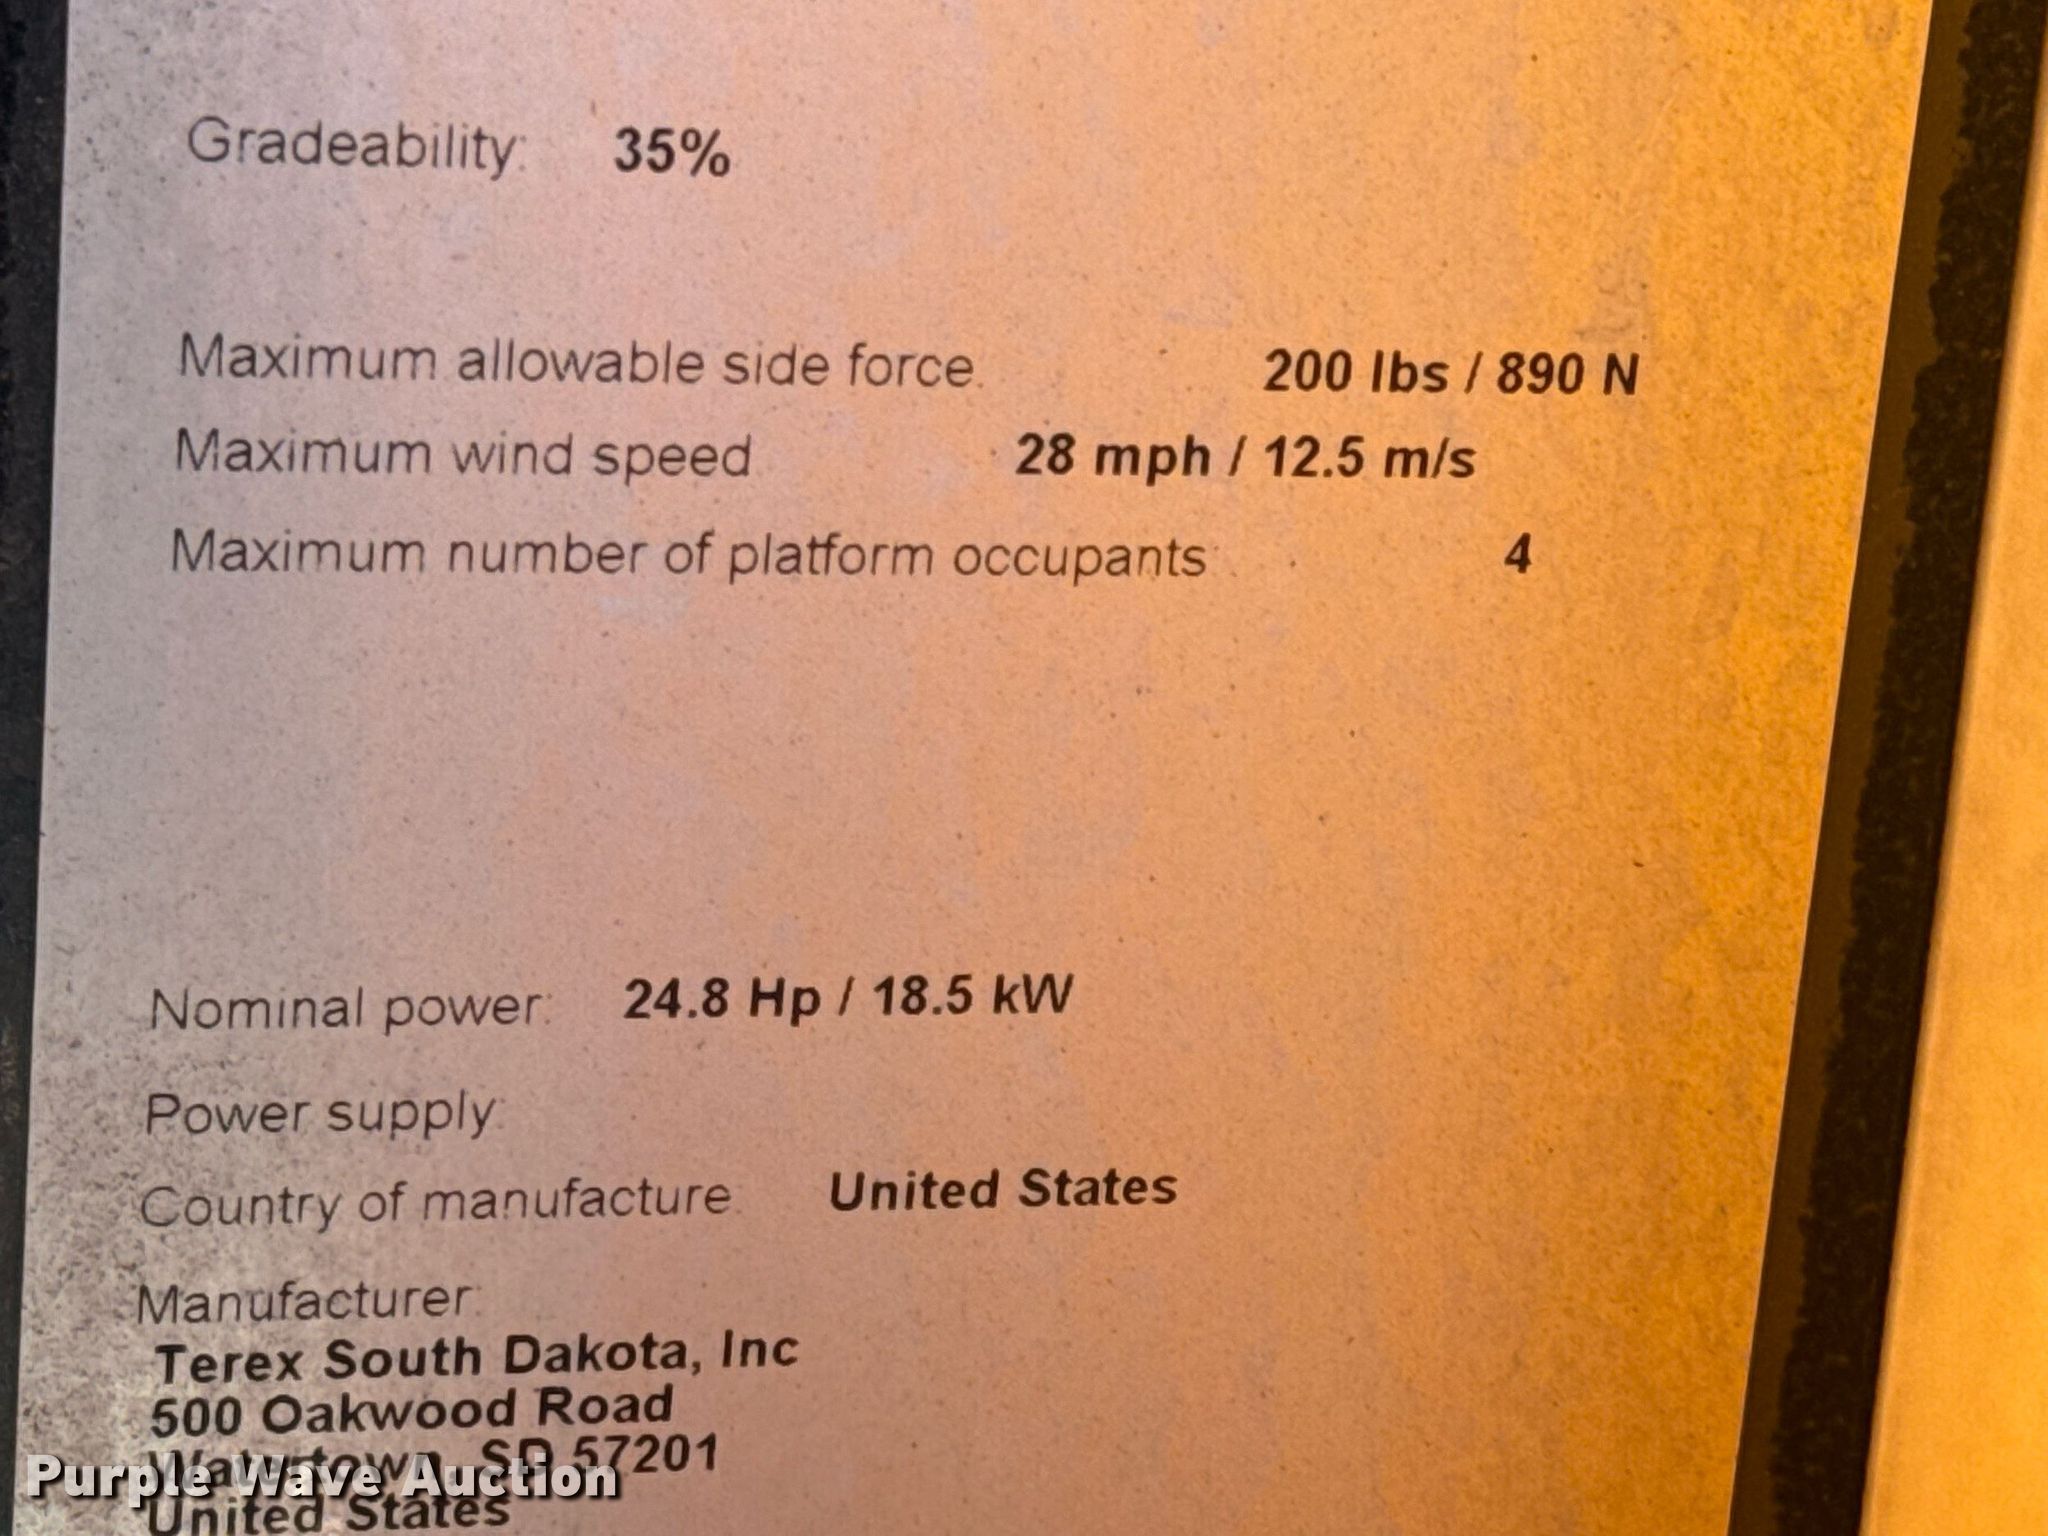 Gradeability: 35%
Maximum allowable side force: 200 lbs / 890 N
Maximum wind speed 28 mph / 12.5 m/s
Maximum number of platform occupants: 4
Nominal power: 24.8 Hp / 18.5 kW
Power supply:
Country of manufacture: United States
Manufacturer:
Terex South Dakota, Inc
500 Oakwood Road
Watertown, SD 57201
United States
Purple Wave Auction